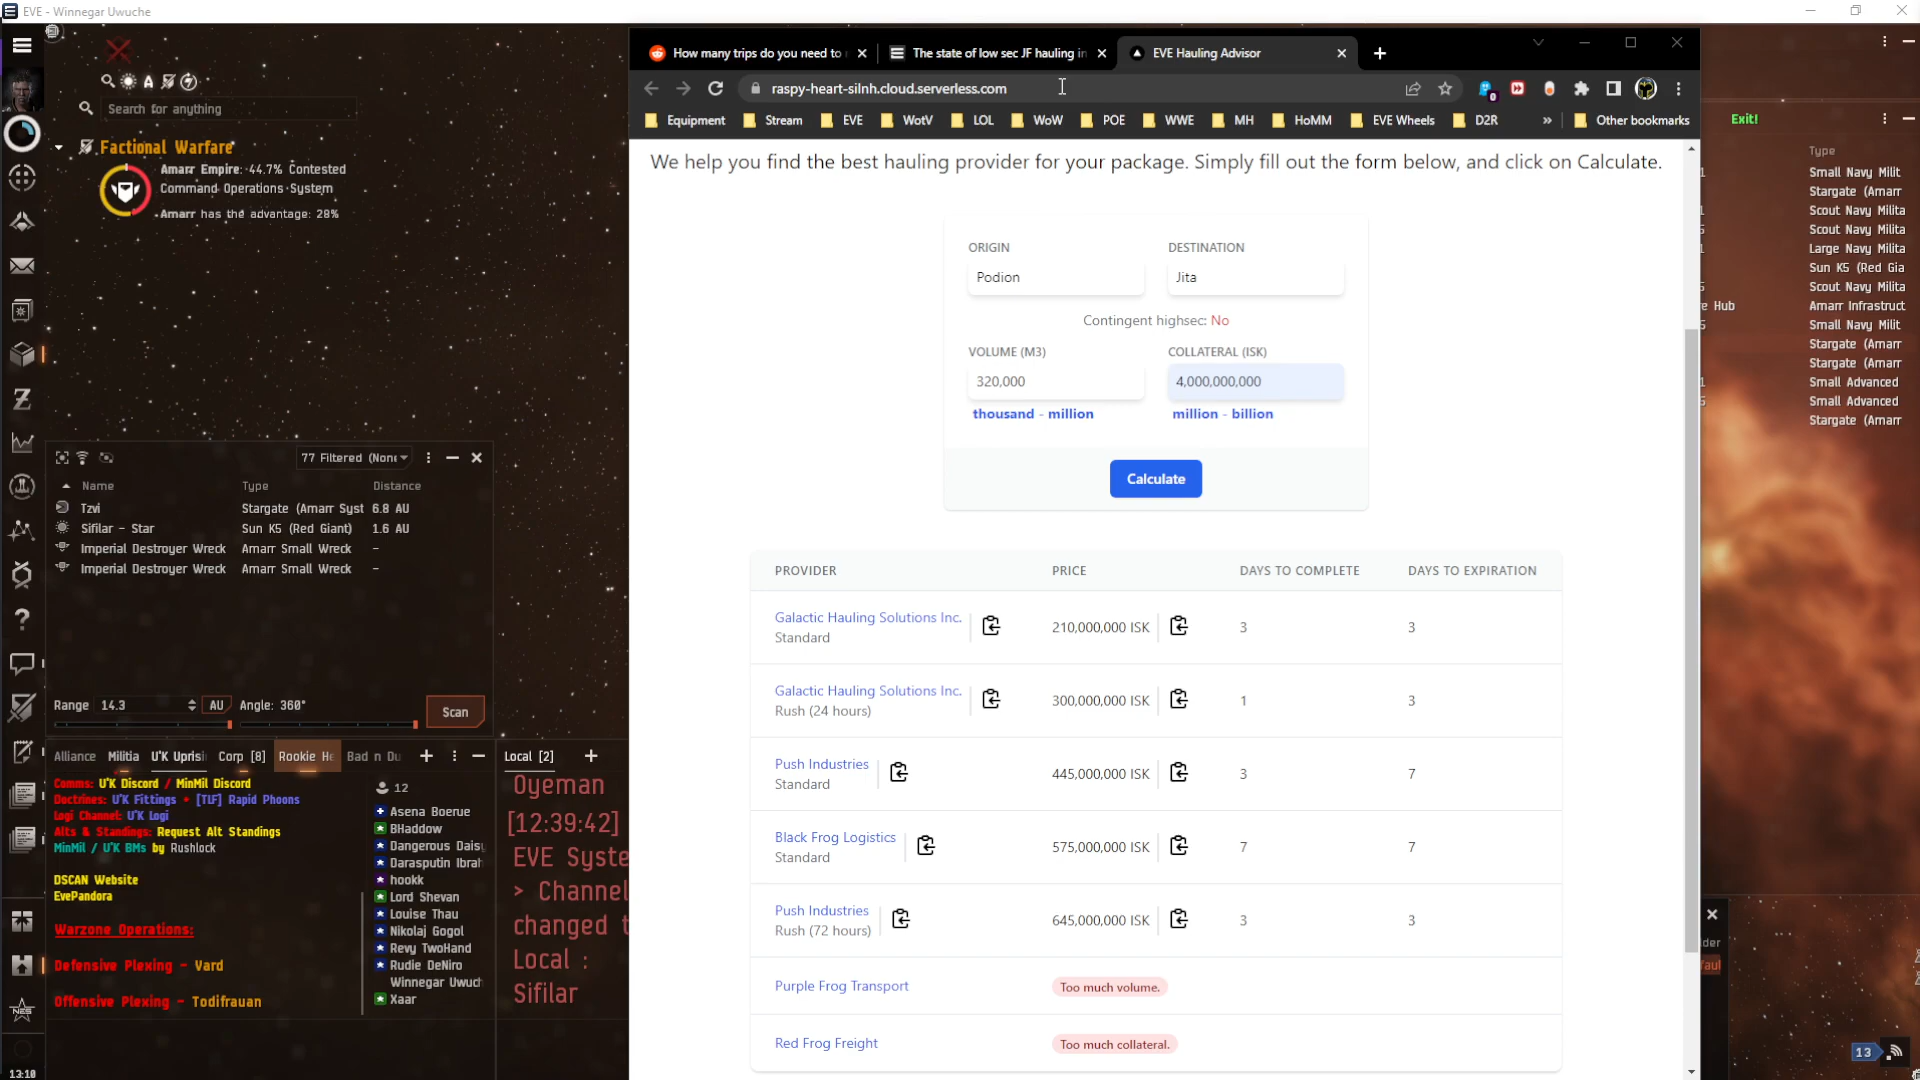 EVE - Winnegar Uwuche
Search for anything
Factional Warfare
Amarr Empire: 44.7% Contested
Command Operations System
Amarr has the advantage: 28%
77 Filtered (None
Name Type Distance
Tzvi Stargate (Amarr Syst 6.8 AU
Sifilar - Star Sun K5 (Red Giant) 1.6 AU
Imperial Destroyer Wreck Amarr Small Wreck -
Imperial Destroyer Wreck Amarr Small Wreck -
Range 14.3 AU Angle: 360°
Scan
Alliance Militia U'K Uprisi Corp [8] Rookie He Bad n Du
Comms: U'K Discord / MinMil Discord
Doctrines: U'K Fittings + [TLF] Rapid Phoons
Logi Channel: U'K Logi
Alts & Standings: Request Alt Standings
MinMil / U'K BMs by Rushlock
DSCAN Website
EvePandora
Warzone Operations:
Defensive Plexing - Vard
Offensive Plexing - Todifrauan
12
Asena Boerue
BHaddow
Dangerous Daisy
Darasputin Ibrah
hookk
Lord Shevan
Louise Thau
Nikolaj Gogol
Revy TwoHand
Rudie DeNiro
Winnegar Uwuch
Xaar
Local [2]
Oyeman
[12:39:42]
EVE Syste
> Channel
changed t
Local :
Sifilar
NES
13:10
How many trips do you need to
The state of low sec JF hauling in
EVE Hauling Advisor
raspy-heart-silnh.cloud.serverless.com
0
Equipment Stream EVE WotV LOL WoW POE WWE MH HoMM EVE Wheels D2R » Other bookmarks
We help you find the best hauling provider for your package. Simply fill out the form below, and click on Calculate.
ORIGIN DESTINATION
Podion Jita
Contingent highsec: No
VOLUME (M3) COLLATERAL (ISK)
320,000 4,000,000,000
thousand - million million - billion
Calculate
PROVIDER PRICE DAYS TO COMPLETE DAYS TO EXPIRATION
Galactic Hauling Solutions Inc.
Standard 210,000,000 ISK 3 3
Galactic Hauling Solutions Inc.
Rush (24 hours) 300,000,000 ISK 1 3
Push Industries
Standard 445,000,000 ISK 3 7
Black Frog Logistics
Standard 575,000,000 ISK 7 7
Push Industries
Rush (72 hours) 645,000,000 ISK 3 3
Purple Frog Transport Too much volume.
Red Frog Freight Too much collateral.
Exit!
Type
Small Navy Milit
Stargate (Amarr
Scout Navy Milita
Scout Navy Milita
Large Navy Milita
Sun K5 (Red Gia
Scout Navy Milita
e Hub Amarr Infrastruct
Small Navy Milit
Stargate (Amarr
Stargate (Amarr
Small Advanced
Small Advanced
Stargate (Amarr
13